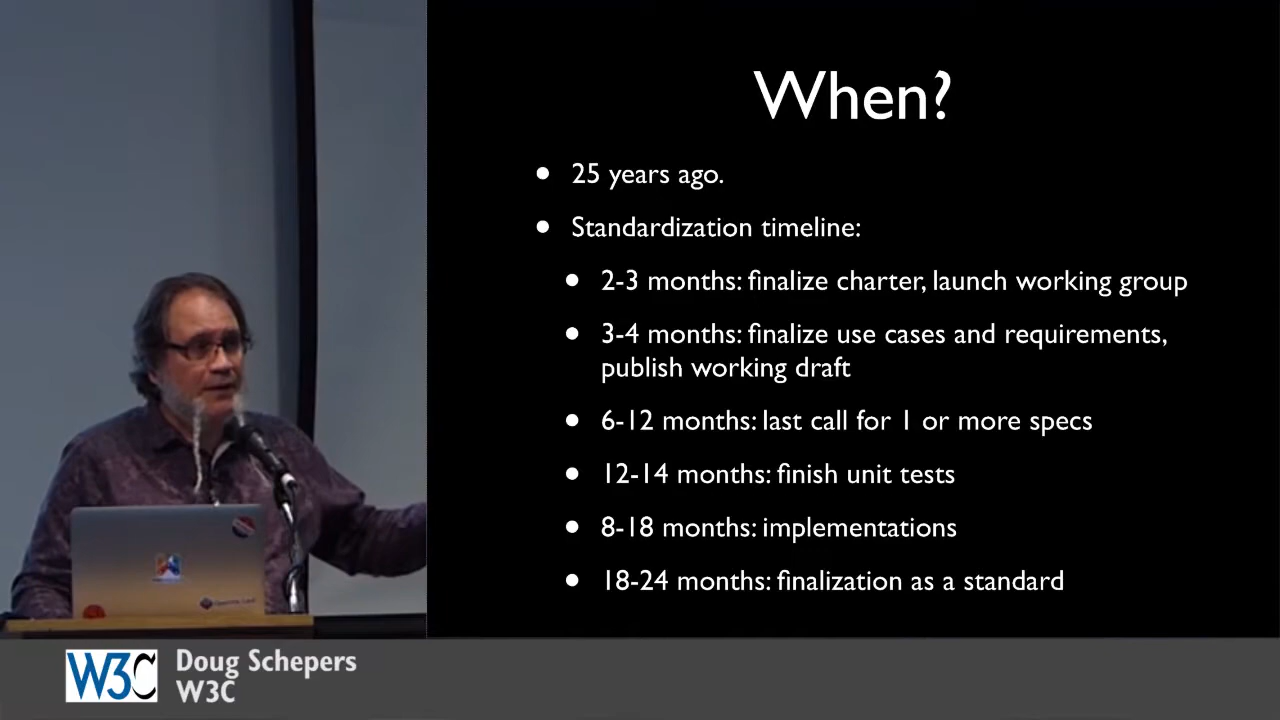 When?
25 years ago.
Standardization timeline:
2-3 months: finalize charter, launch working group
3-4 months: finalize use cases and requirements,
publish working draft
6-12 months: last call for 1 or more specs
12-14 months: finish unit tests
8-18 months: implementations
18-24 months: finalization as a standard
W3C
Doug Schepers
W3C